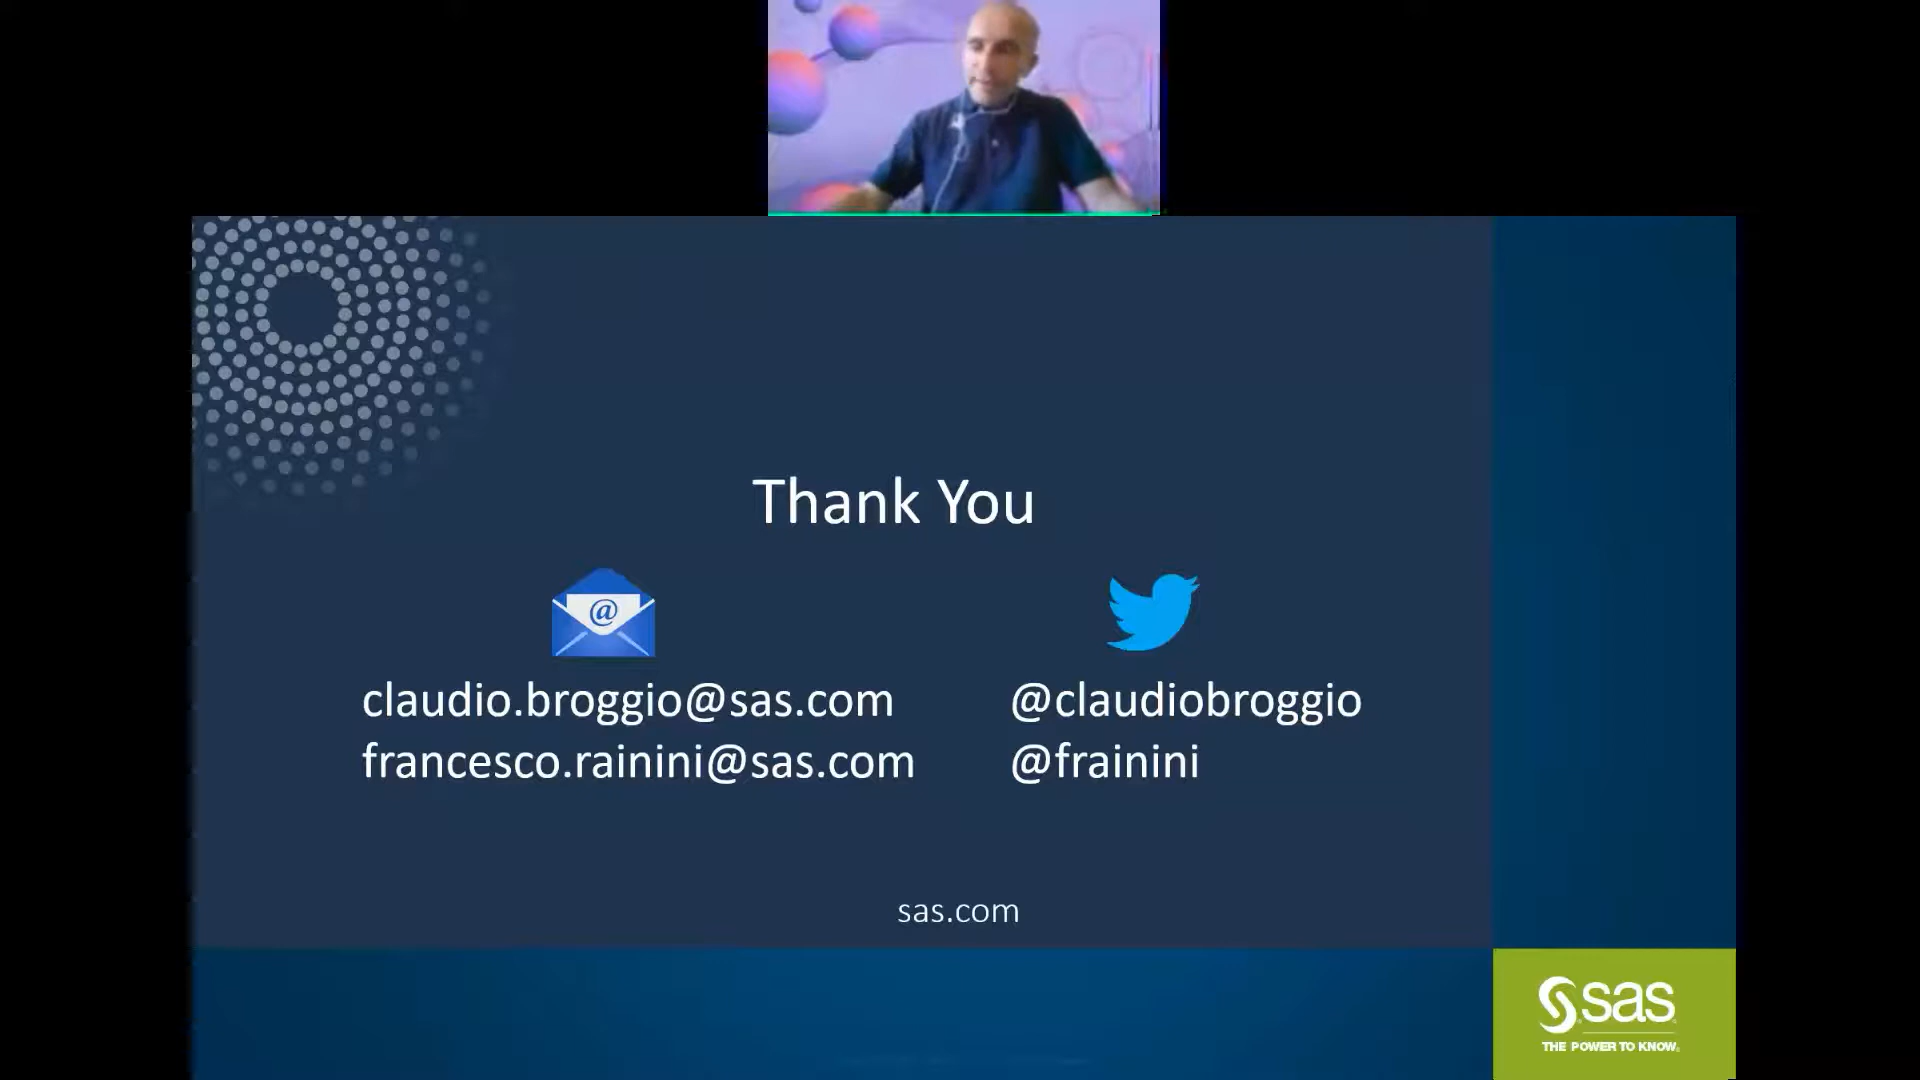 Thank You
@
claudio.broggio@sas.com @claudiobroggio
francesco.rainini@sas.com @frainini
sas.com
sas
THE POWER TO KNOW®